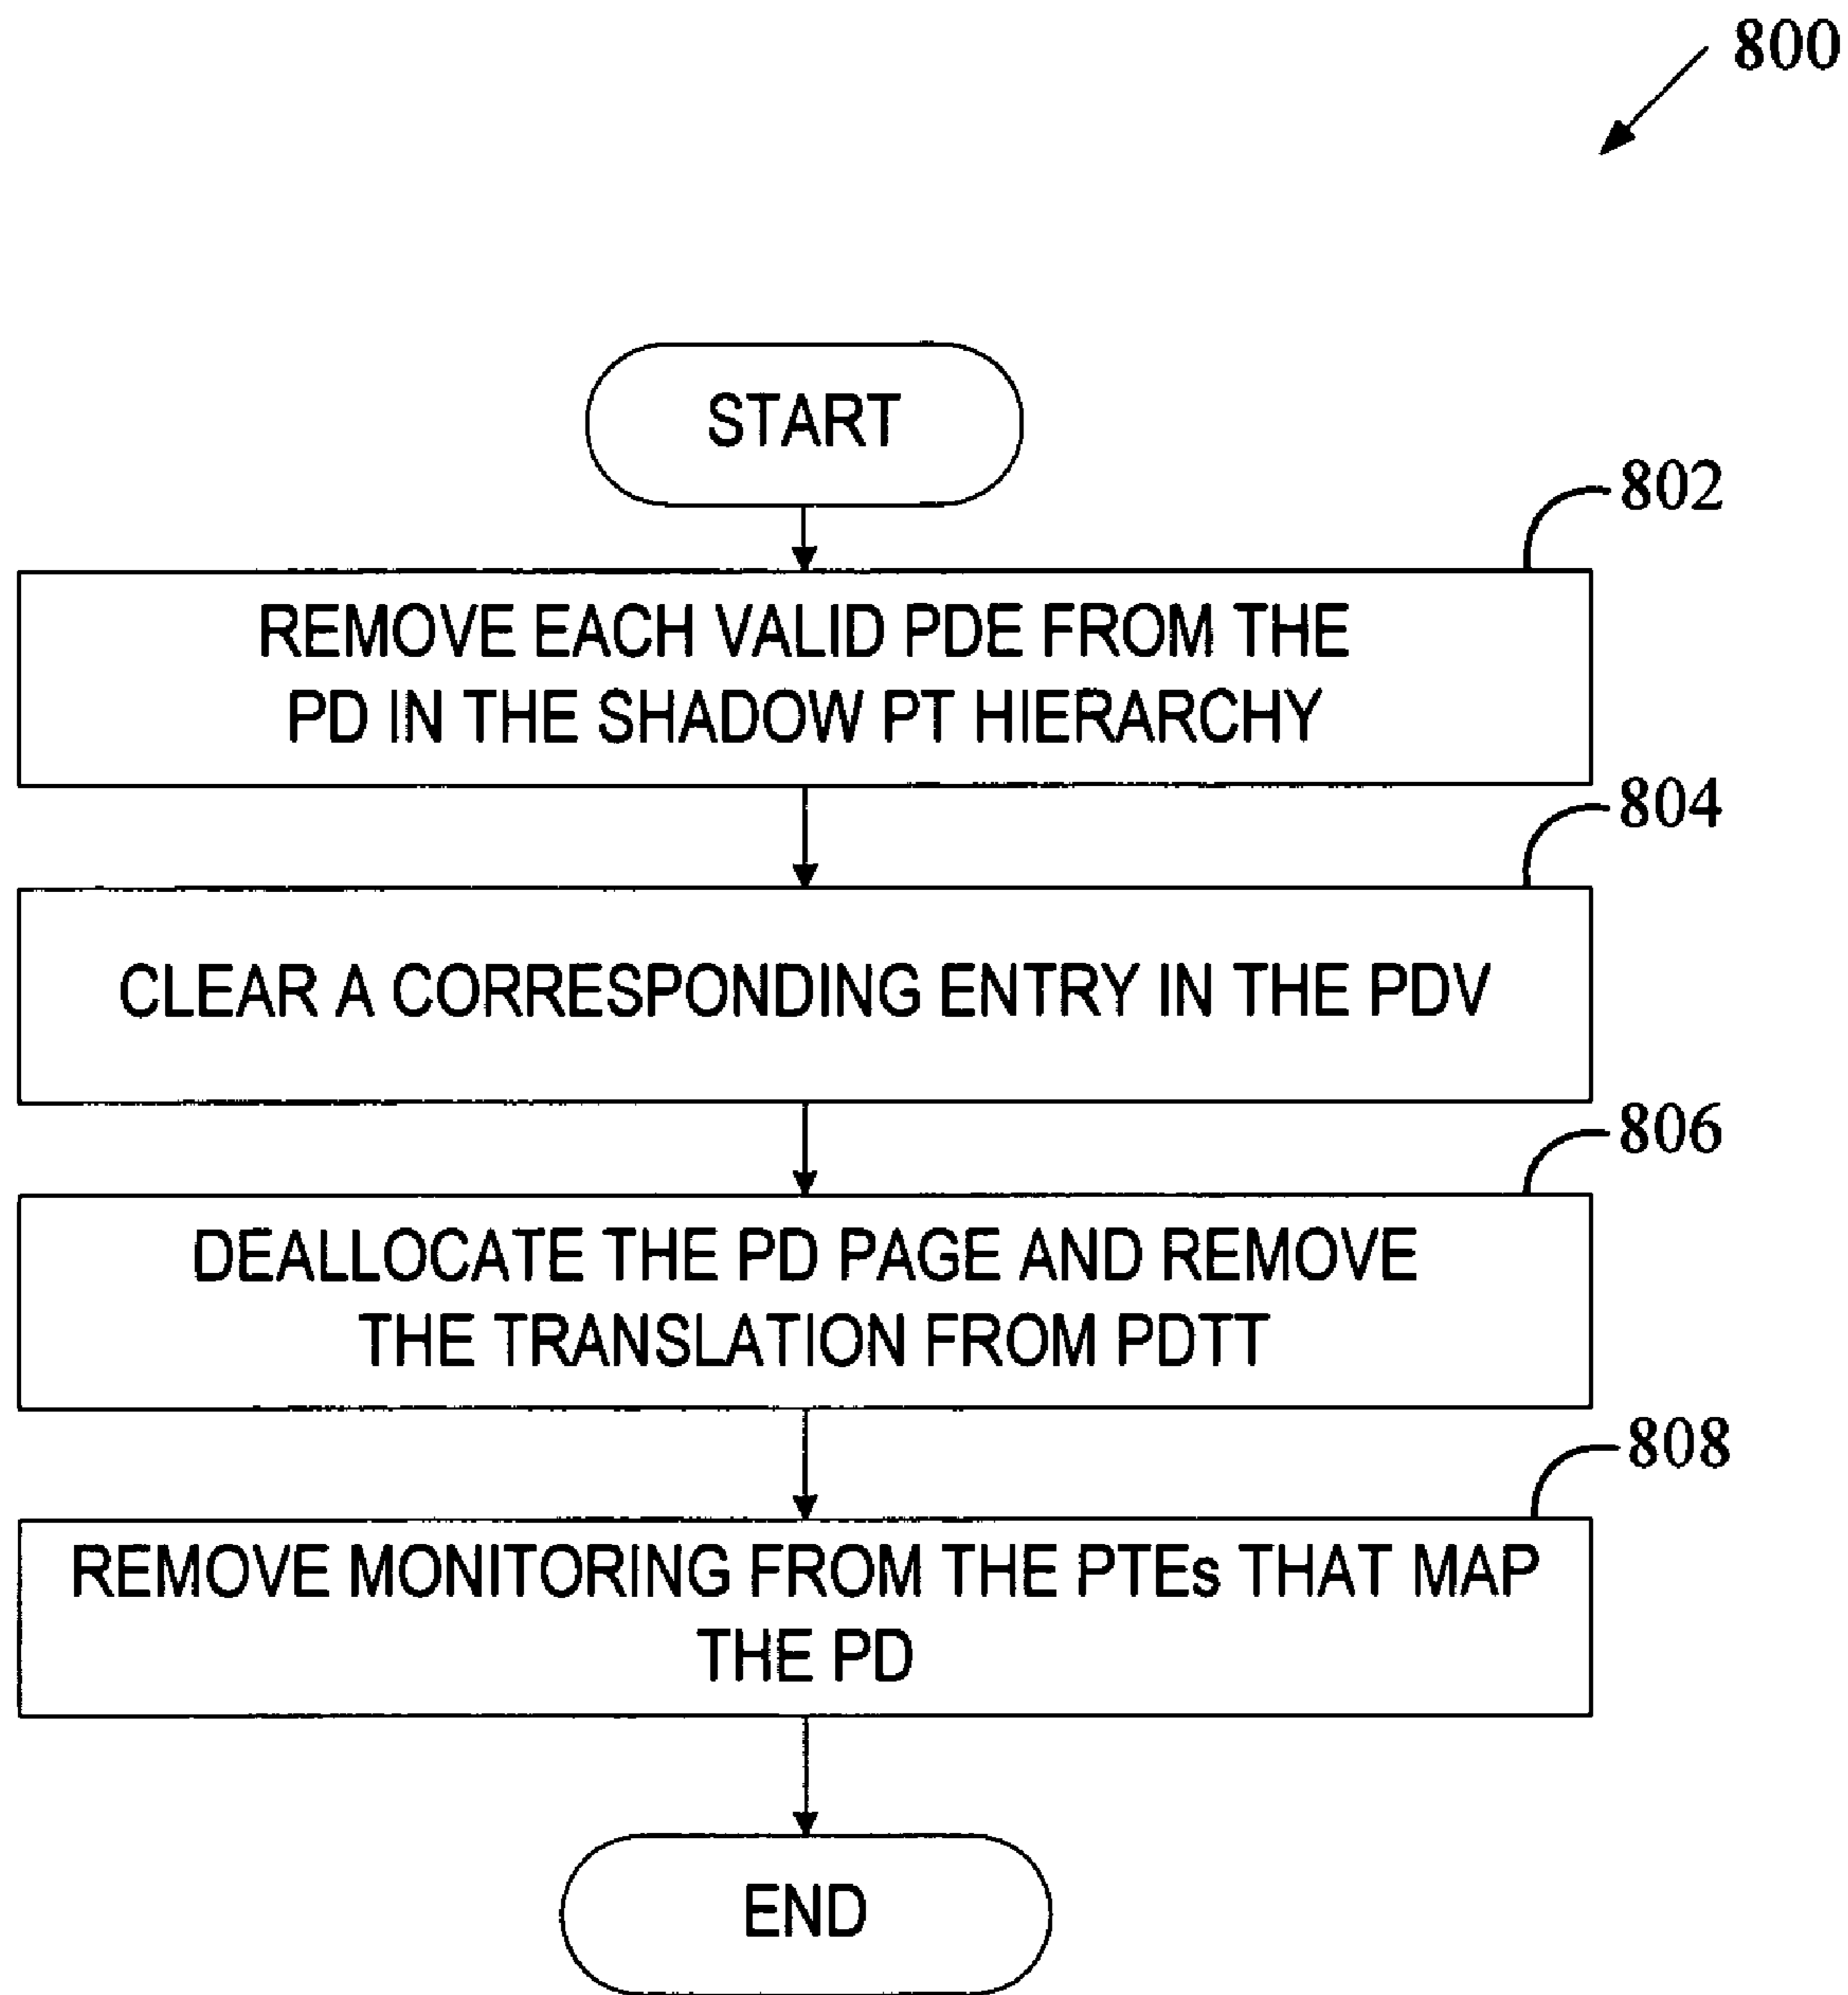 800
START
802
REMOVE EACH VALID PDE FROM THE
PD IN THE SHADOW PT HIERARCHY
804
CLEAR A CORRESPONDING ENTRY IN THE PDV
806
DEALLOCATE THE PD PAGE AND REMOVE
THE TRANSLATION FROM PDTT
808
REMOVE MONITORING FROM THE PTEs THAT MAP
THE PD
END